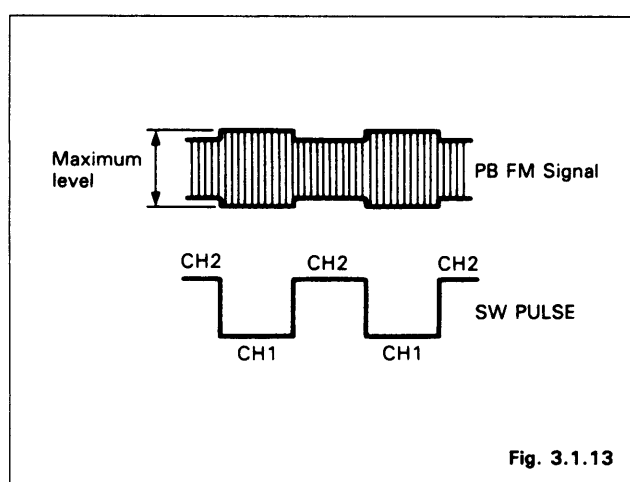 Maximum
level
PB FM Signal
CH2
CH2
CH2
SW PULSE
CH1
CH1
Fig. 3.1.13